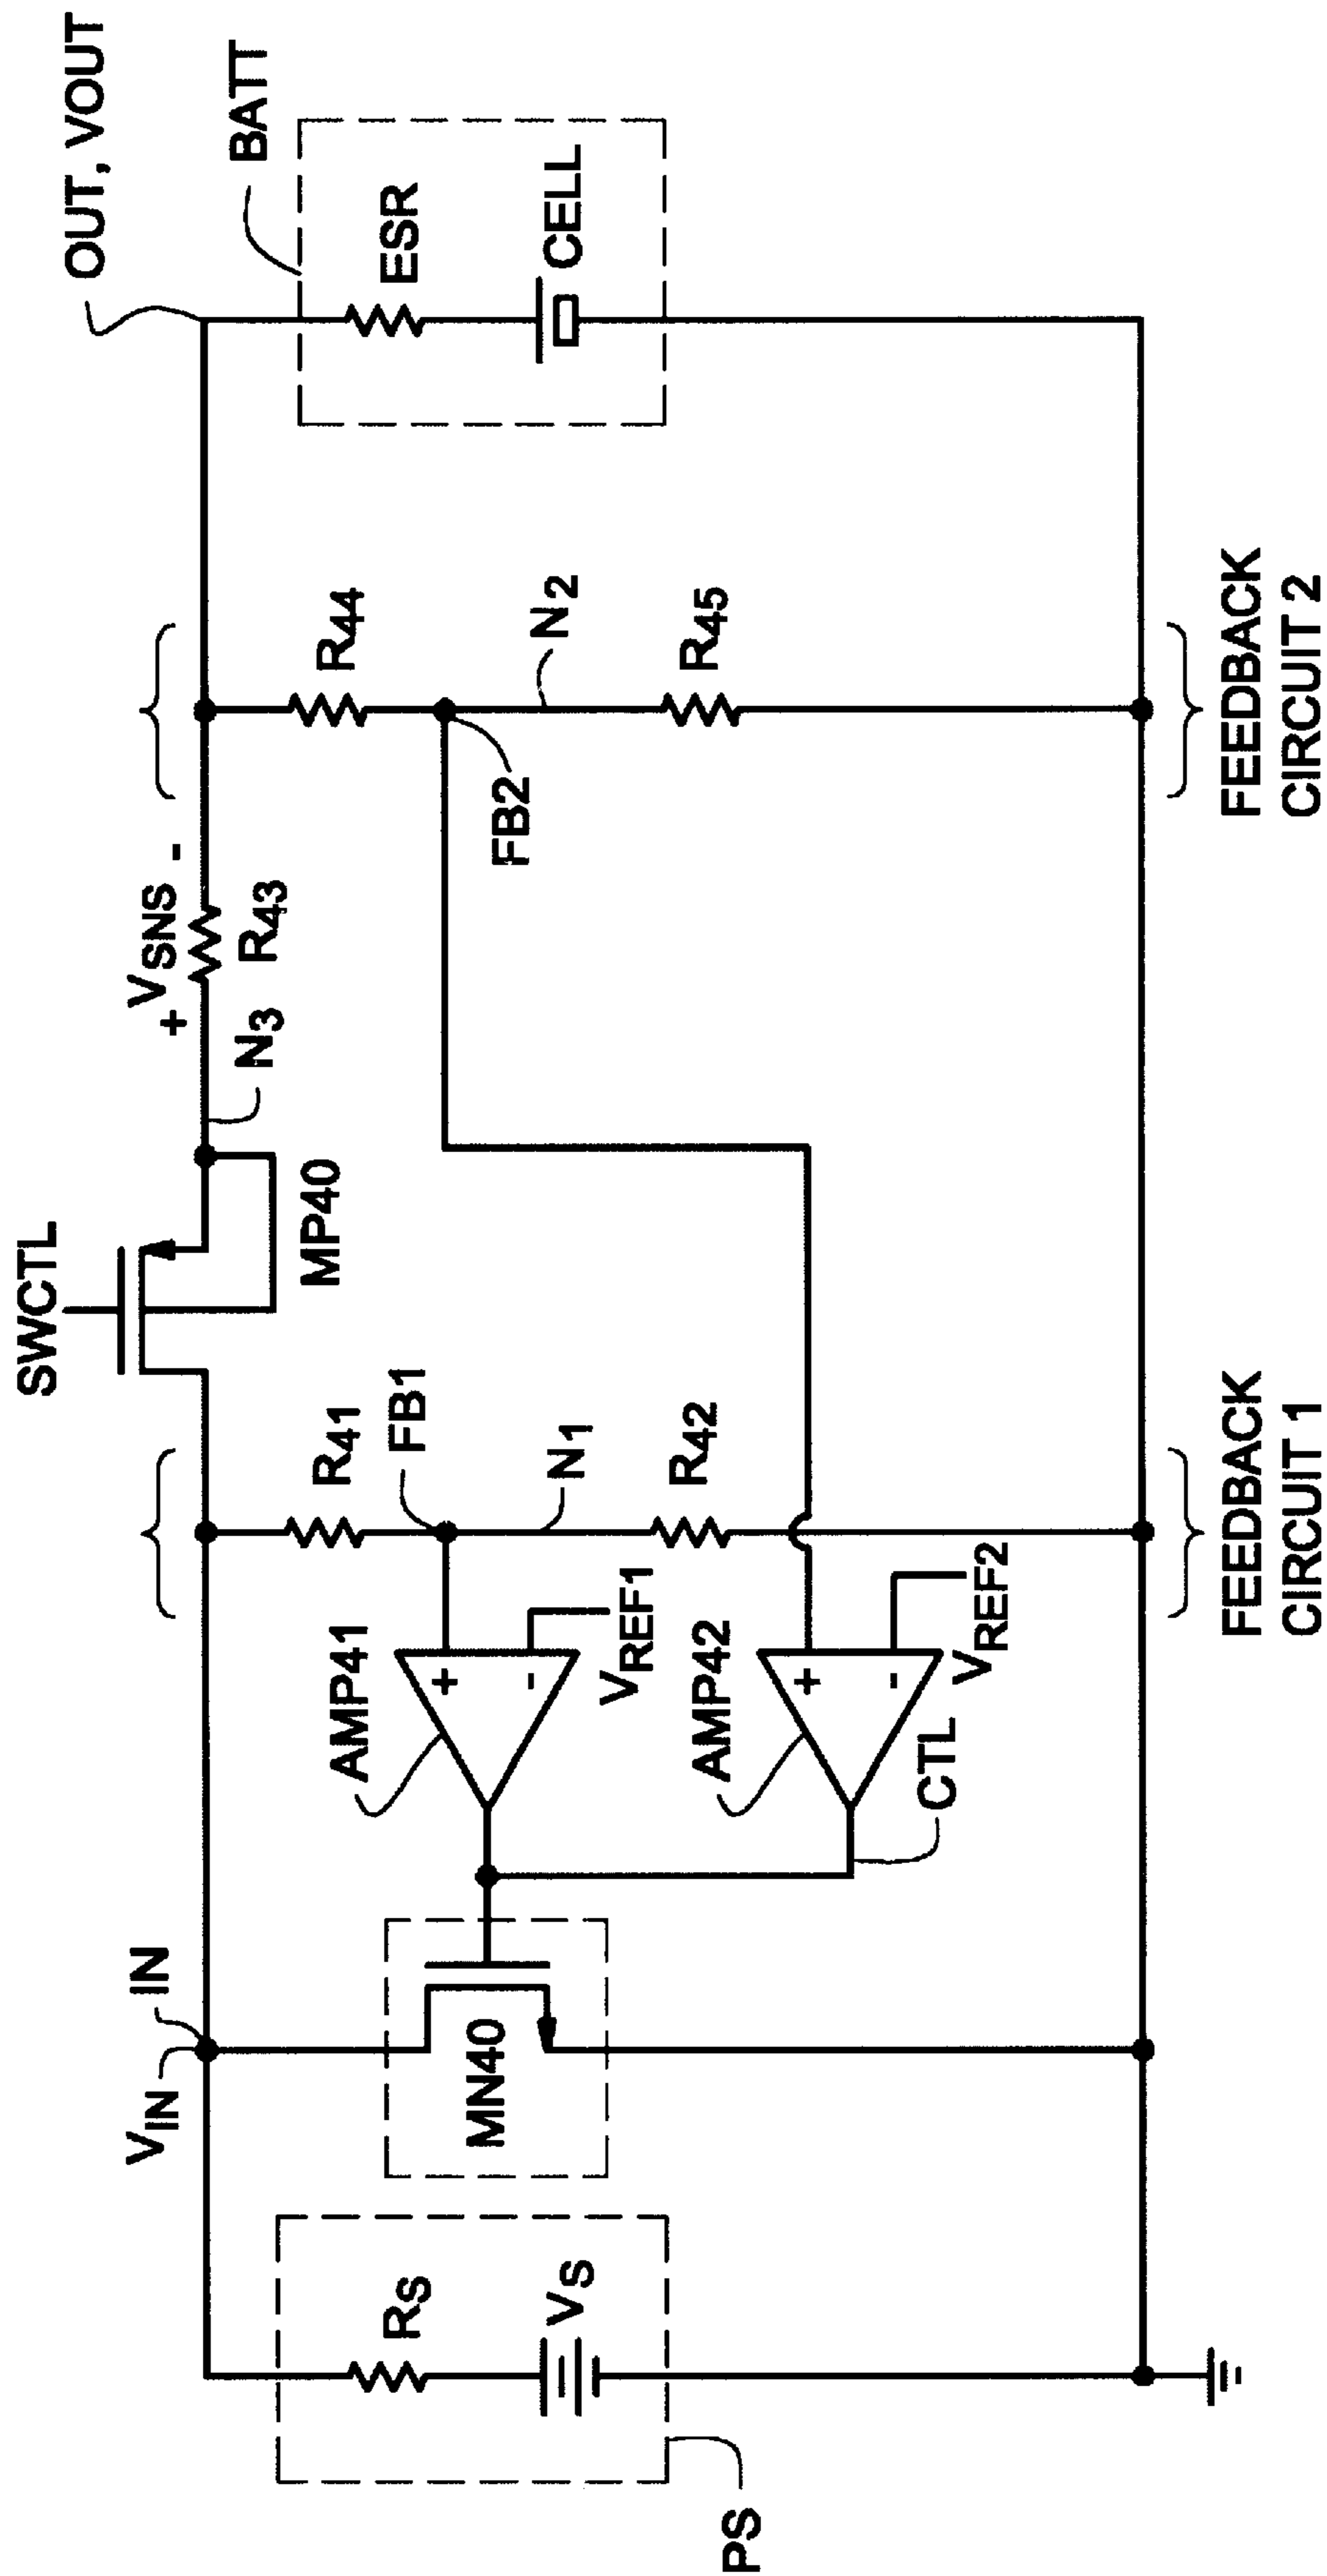 OUT, VOUT
BATT
ESR
CELL
SWCTL
VSNS
+ -
N3
R43
MP40
R44
N2
R45
FB2
FEEDBACK
CIRCUIT 2
R41
FB1
N1
R42
FEEDBACK
CIRCUIT 1
AMP41
+
-
VREF1
AMP42
+
-
VREF2
CTL
IN
VIN
MN40
RS
VS
PS